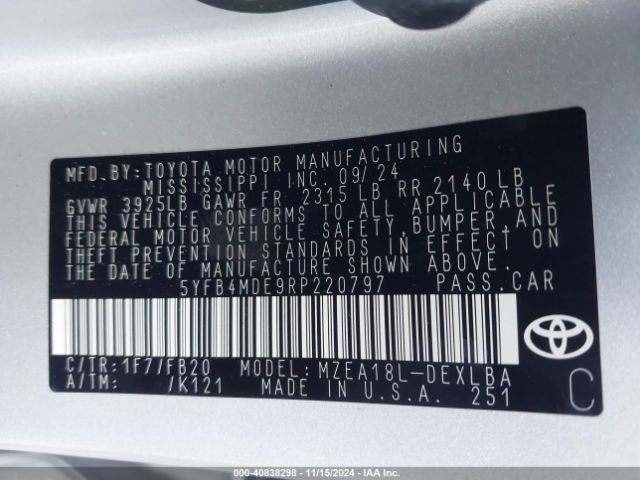 MFD.BY:TOYOTA MOTOR MANUFACTURING
MISSISSIPPI INC. 09/24
GVWR 3925LB GAWR FR 2315 LB RR 2140 LB
THIS VEHICLE CONFORMS TO ALL APPLICABLE
FEDERAL MOTOR VEHICLE SAFETY,BUMPER,AND
THEFT PREVENTION STANDARDS IN EFFECT ON
THE DATE OF MANUFACTURE SHOWN ABOVE.
5YFB4MDE9RP220797 PASS.CAR
C/TR:1F7/FB20 MODEL:MZEA18L-DEXLBA
A/TM: /K121 MADE IN U.S.A. 251
C
TOYOTA
000-40838298 - 11/15/2024 - IAA Inc.